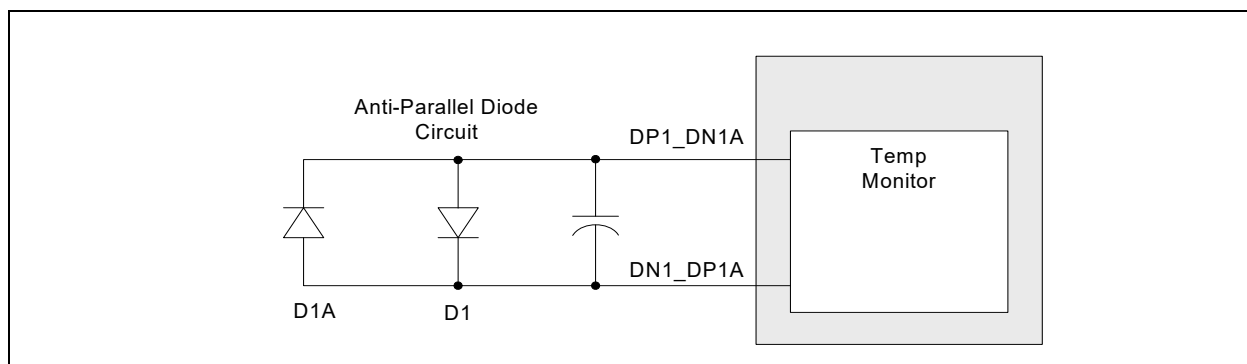 Anti-Parallel Diode
Circuit
DP1_DN1A
Temp
Monitor
DN1_DP1A
D1A
D1